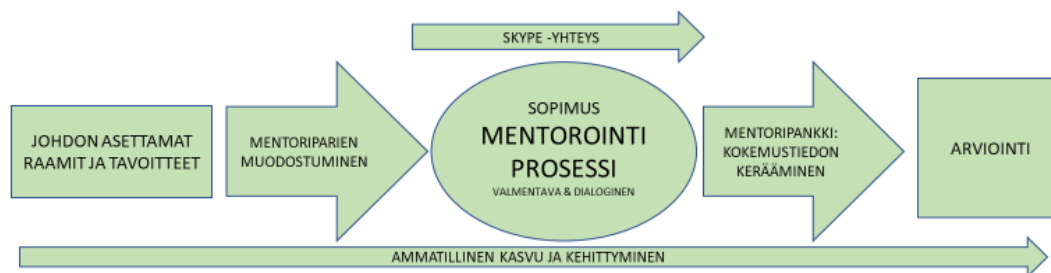 SKYPE -YHTEYS
JOHDON ASETTAMAT
RAAMIT JA TAVOITTEET
MENTORIPARIEN
MUODOSTUMINEN
SOPIMUS
MENTOROINTI
PROSESSI
VALMENTAVA & DIALOGINEN
MENTORIPANKKI:
KOKEMUSTIEDON
KERÄÄMINEN
ARVIOINTI
AMMATILLINEN KASVU JA KEHITTYMINEN